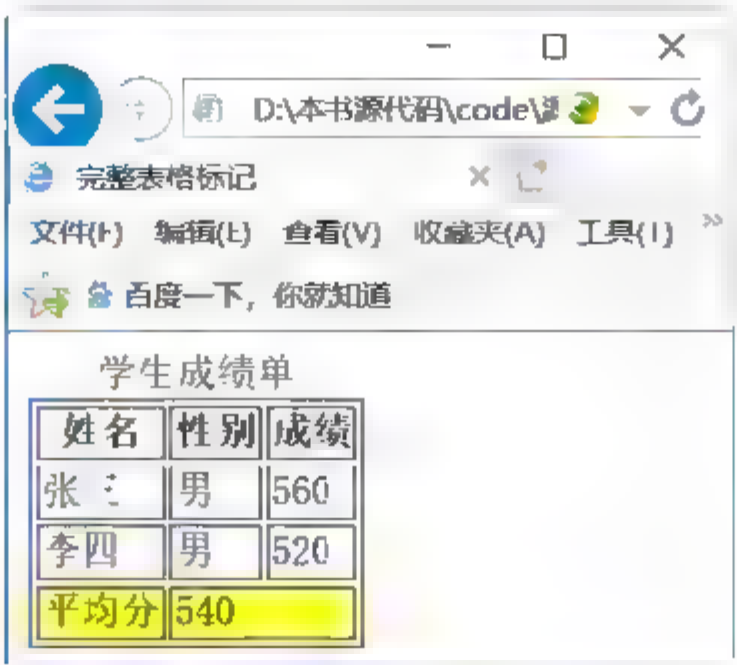 D:\本书源代码\code\
完整表格标记
文件(F) 编辑(E) 查看(V) 收藏夹(A) 工具(T) »
百度一下，你就知道
学生成绩单
姓名 性别 成绩
张 男 560
李四 男 520
平均分 540